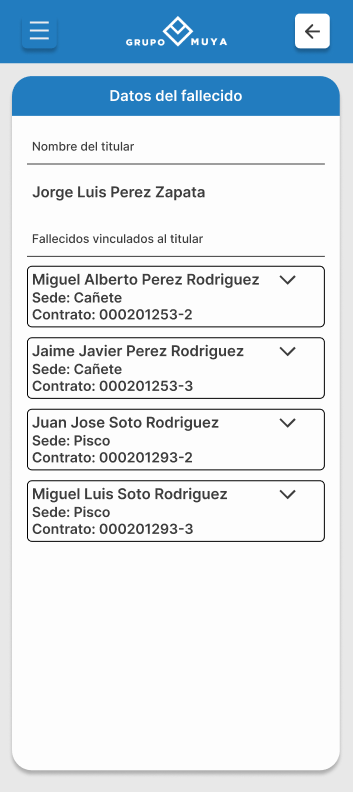 GRUPO MUYA
Datos del fallecido
Nombre del titular
Jorge Luis Perez Zapata
Fallecidos vinculados al titular
Miguel Alberto Perez Rodriguez
Sede: Cañete
Contrato: 000201253-2
Jaime Javier Perez Rodriguez
Sede: Cañete
Contrato: 000201253-3
Juan Jose Soto Rodriguez
Sede: Pisco
Contrato: 000201293-2
Miguel Luis Soto Rodriguez
Sede: Pisco
Contrato: 000201293-3